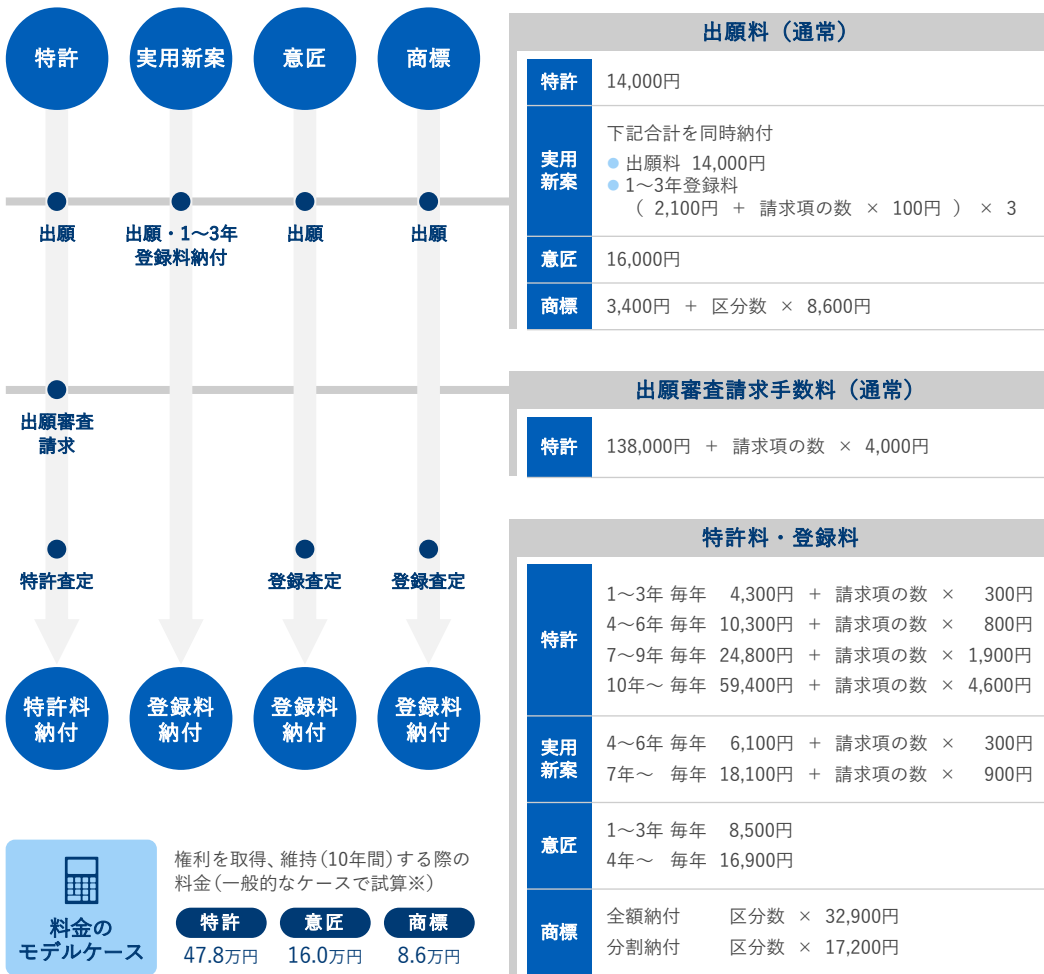 特許
実用新案
意匠
商標
出願
出願・1～3年
登録料納付
出願
出願
出願審査
請求
特許査定
登録査定
登録査定
特許料
納付
登録料
納付
登録料
納付
登録料
納付
料金の
モデルケース
権利を取得、維持(10年間)する際の
料金(一般的なケースで試算※)
特許
意匠
商標
47.8万円
16.0万円
8.6万円
出願料（通常）
特許
14,000円
実用
新案
下記合計を同時納付
● 出願料 14,000円
● 1～3年登録料
（ 2,100円 ＋ 請求項の数 × 100円 ） × 3
意匠
16,000円
商標
3,400円 ＋ 区分数 × 8,600円
出願審査請求手数料（通常）
特許
138,000円 ＋ 請求項の数 × 4,000円
特許料・登録料
特許
1～3年 毎年 4,300円 ＋ 請求項の数 × 300円
4～6年 毎年 10,300円 ＋ 請求項の数 × 800円
7～9年 毎年 24,800円 ＋ 請求項の数 × 1,900円
10年～ 毎年 59,400円 ＋ 請求項の数 × 4,600円
実用
新案
4～6年 毎年 6,100円 ＋ 請求項の数 × 300円
7年～ 毎年 18,100円 ＋ 請求項の数 × 900円
意匠
1～3年 毎年 8,500円
4年～ 毎年 16,900円
商標
全額納付 区分数 × 32,900円
分割納付 区分数 × 17,200円